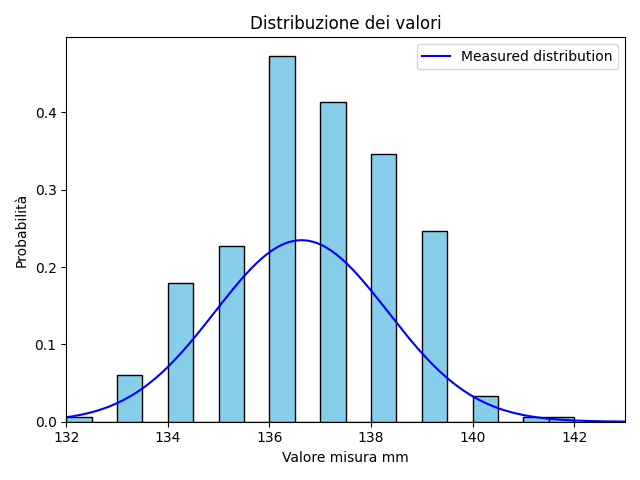 Distribuzione dei valori
Measured distribution
Probabilità
0.4
0.3
0.2
0.1
0.0
132 134 136 138 140 142
Valore misura mm